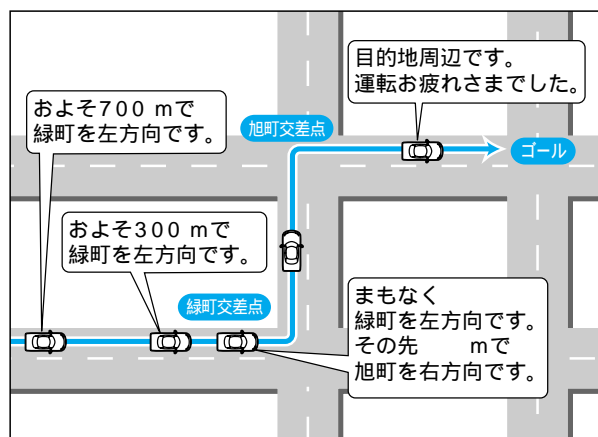 目的地周辺です。
運転お疲れさまでした。
およそ700 mで
緑町を左方向です。
旭町交差点
ゴール
およそ300 mで
緑町を左方向です。
緑町交差点
まもなく
緑町を左方向です。
その先　　mで
旭町を右方向です。